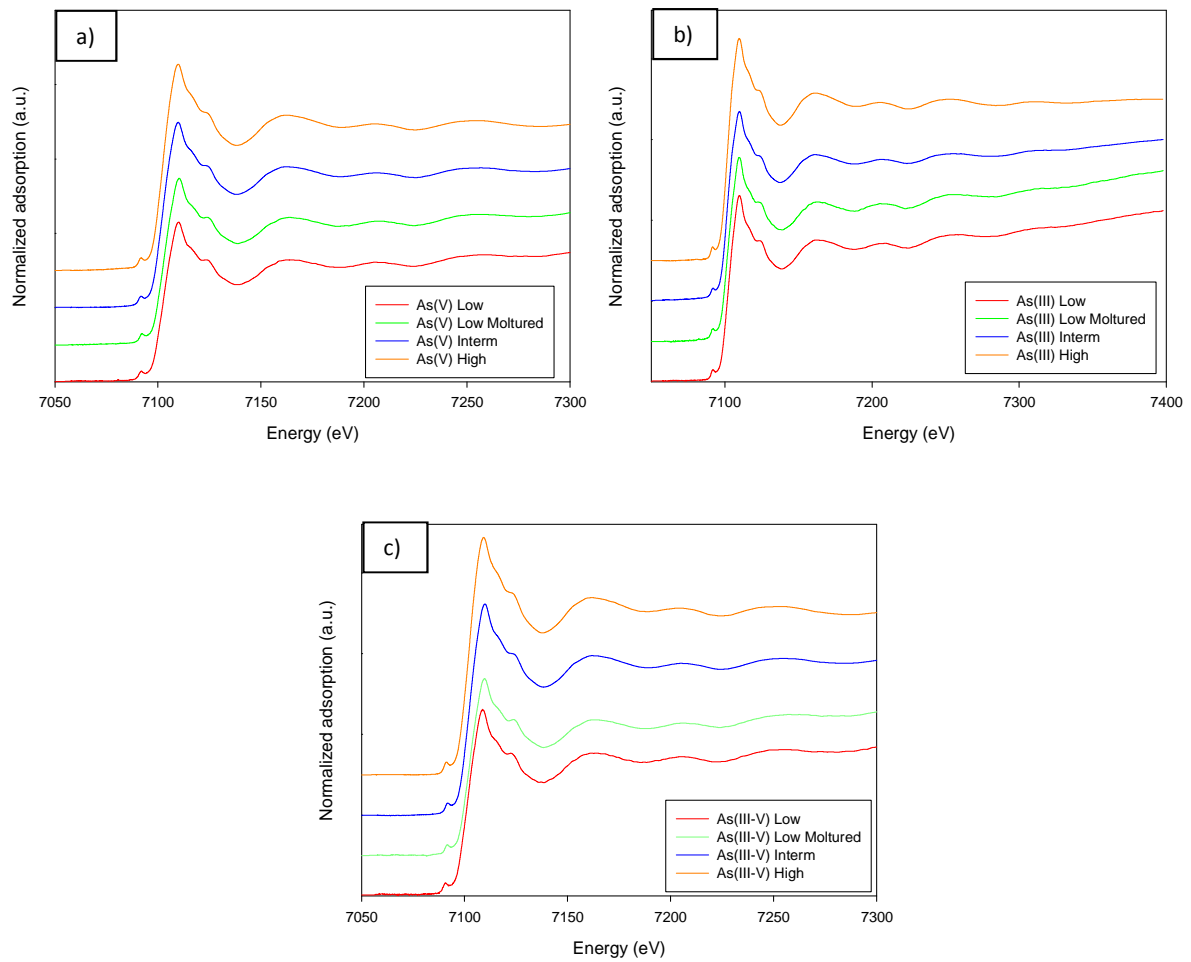 a)
Normalized adsorption (a.u.)
As(V) Low
As(V) Low Moltured
As(V) Interm
As(V) High
7050 7100 7150 7200 7250 7300
Energy (eV)
b)
Normalized adsorption (a.u.)
As(III) Low
As(III) Low Moltured
As(III) Interm
As(III) High
7100 7200 7300 7400
Energy (eV)
c)
Normalized adsorption (a.u.)
As(III-V) Low
As(III-V) Low Moltured
As(III-V) Interm
As(III-V) High
7050 7100 7150 7200 7250 7300
Energy (eV)